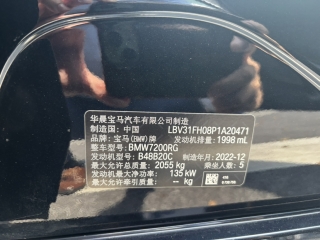 华晨宝马汽车有限公司制造
制造国：中国 LBV31FH08P1A20471
品牌：宝马(BMW)牌 发动机排量：1998 mL
整车型号：BMW7200RG
发动机型号：B48B20C 制造年月：2022-12
最大允许总质量：2055 kg 乘坐人数：5
发动机最大净功率：135 kW
最大允许牵引质量：-- kg